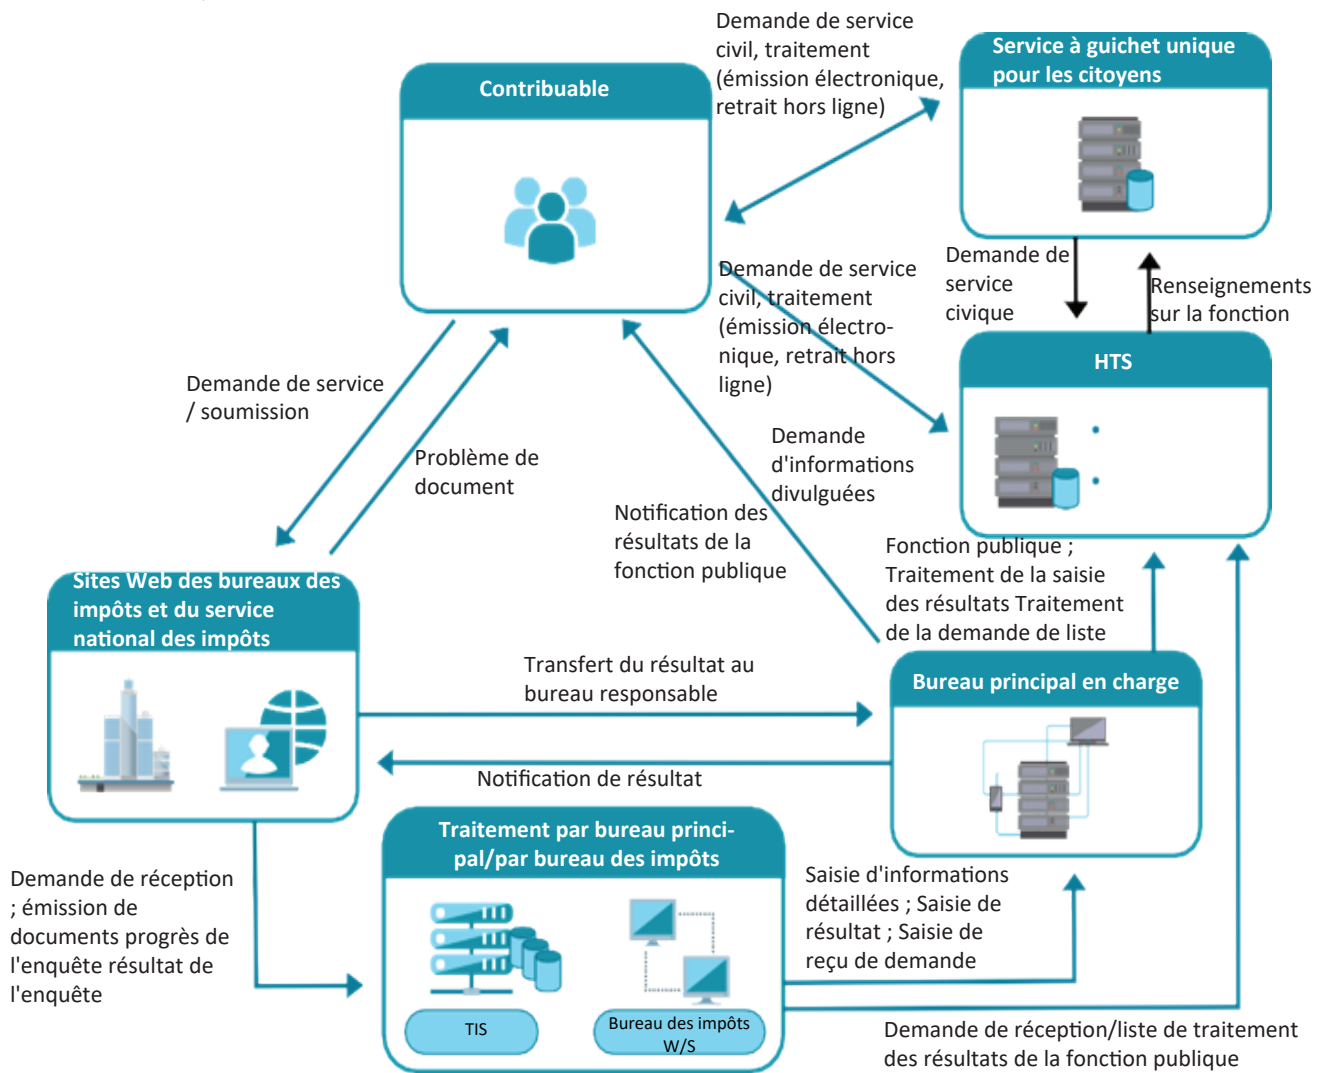 Demande de service
civil, traitement
(émission électronique,
retrait hors ligne)
Service à guichet unique
pour les citoyens
Contribuable
Demande de service
civil, traitement
(émission électro-
nique, retrait hors
ligne)
Demande de
service
civique
Renseignements
sur la fonction
HTS
Demande de service
/ soumission
Problème de
document
Demande
d'informations
divulguées
Notification des
résultats de la
fonction publique
Fonction publique ;
Traitement de la saisie
des résultats Traitement
de la demande de liste
Sites Web des bureaux des
impôts et du service
national des impôts
Transfert du résultat au
bureau responsable
Bureau principal en charge
Notification de résultat
Traitement par bureau princi-
pal/par bureau des impôts
Demande de réception
; émission de
documents progrès de
l'enquête résultat de
l'enquête
Saisie d'informations
détaillées ; Saisie de
résultat ; Saisie de
reçu de demande
TIS
Bureau des impôts
W/S
Demande de réception/liste de traitement
des résultats de la fonction publique